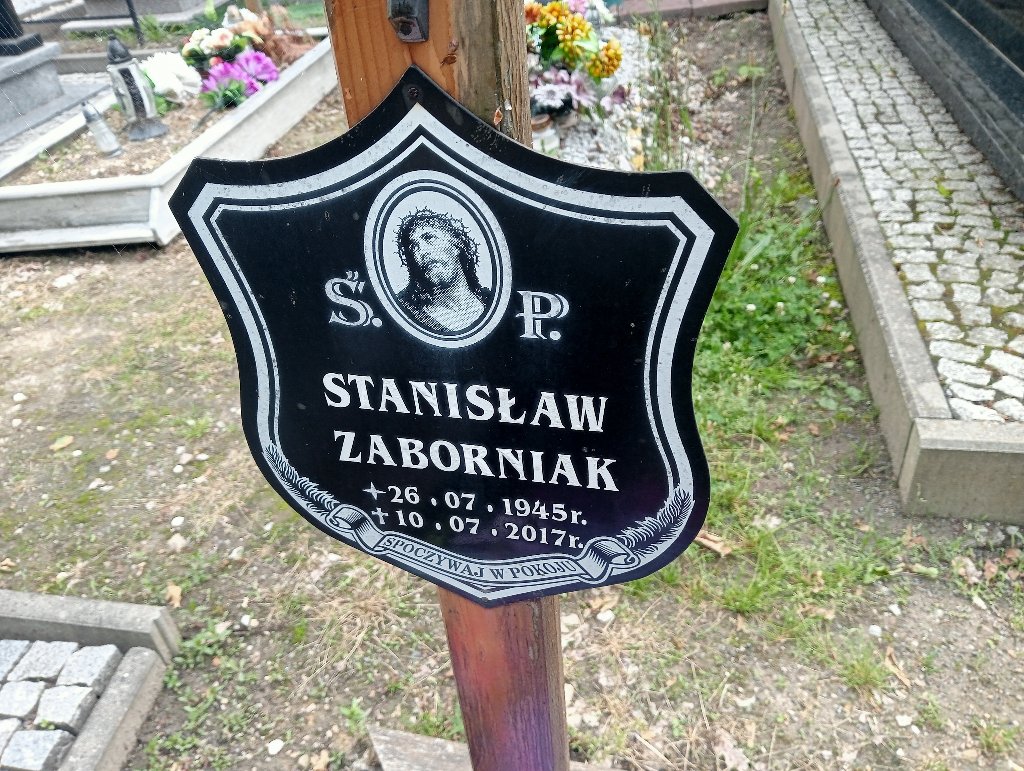 Ś. P.
STANISŁAW
ZABORNIAK
26.07.1945r.
10.07.2017r.
SPOCZYWAJ W POKOJU